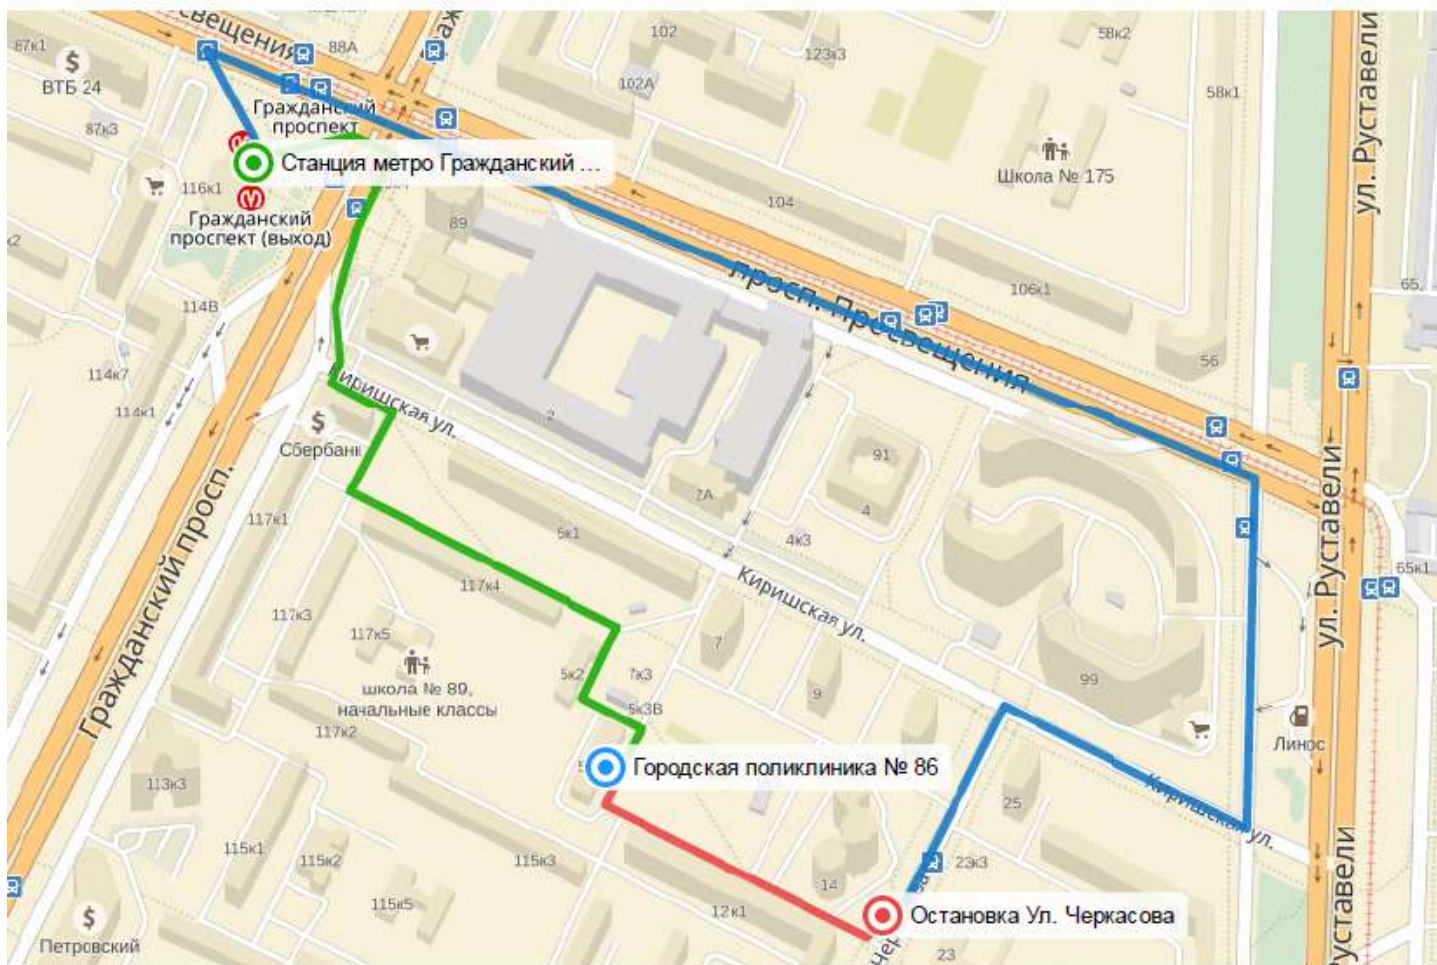 свещения
87к1
88А
ВТБ 24
102
123к3
58к2
102А
58к1
ул. Руставели
Гражданский
проспект
87к3
Станция метро Гражданский ...
Школа № 175
116к1
Гражданский
проспект (выход)
89
104
просп. Просвещения
106к1
65
114В
56
114к7
114к1
Киришская ул.
2
Сбербанк
91
2А
4
117к1
6к1
4к3
Гражданский просп.
Киришская ул.
ул. Руставели
65к1
117к4
117к3
117к5
7
школа № 89,
начальные классы
5к2
7к3
9
99
5к3В
117к2
Линос
Городская поликлиника № 86
113к3
25
Киришская ул.
115к1
115к2
115к3
23к3
14
115к5
12к1
Остановка Ул. Черкасова
Петровский
23
Руставели